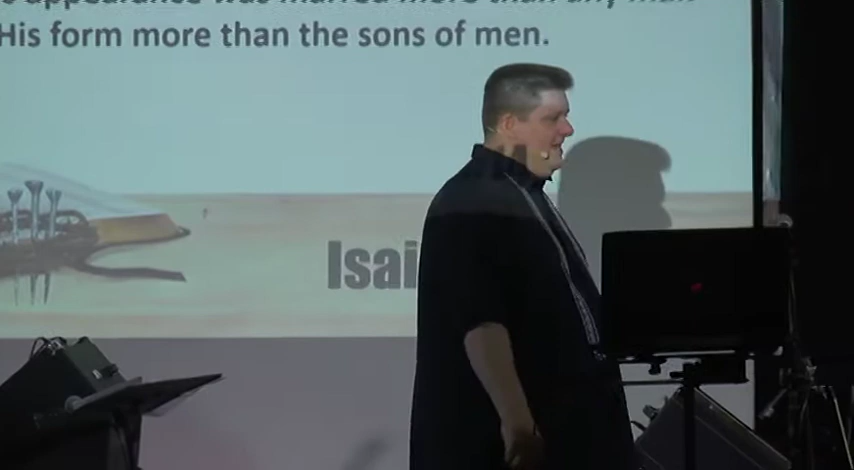 appearance was marred more than any man
His form more than the sons of men.
Isai